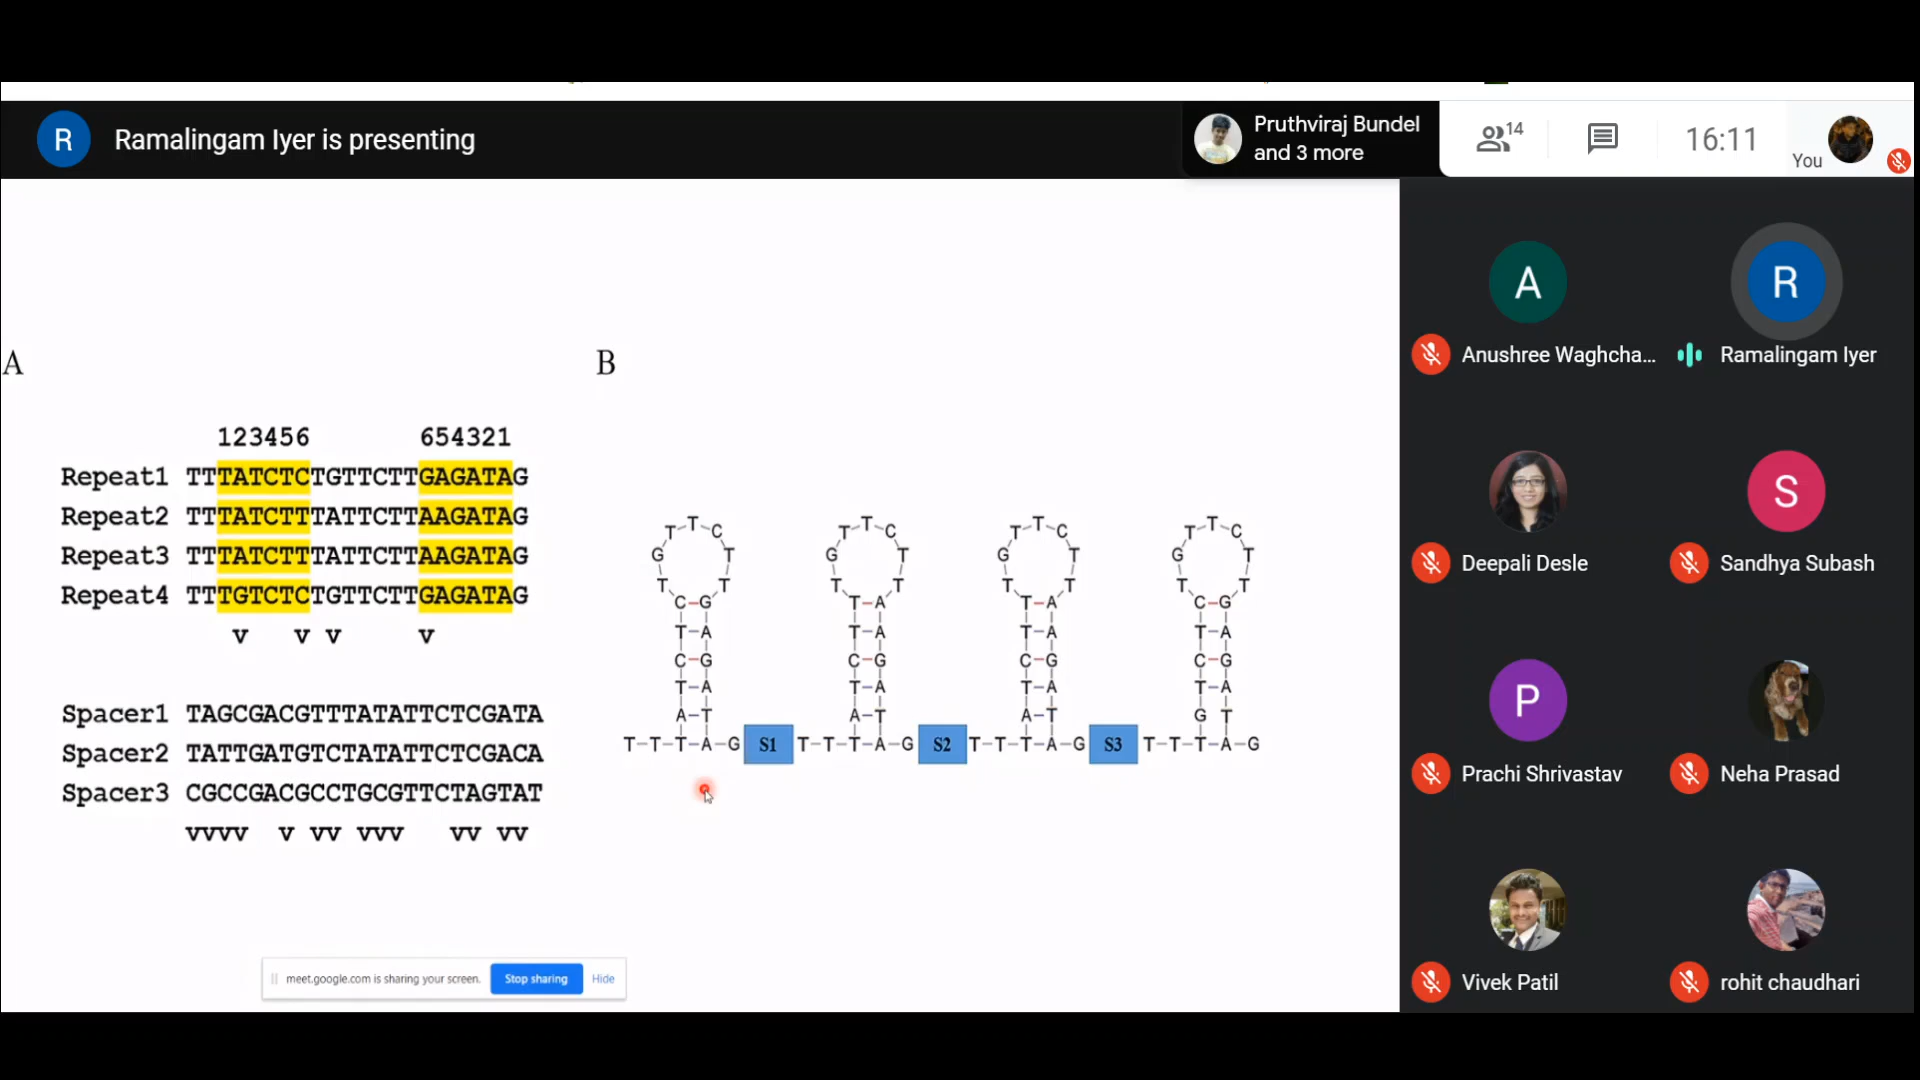 R Ramalingam Iyer is presenting
Pruthviraj Bundel
and 3 more
14
16:11
You
A
B
123456 654321
Repeat1 TTTATCTCTGTTCTTGAGATAG
Repeat2 TTTATCTTTATTCTTAAGATAG
Repeat3 TTTATCTTTATTCTTAAGATAG
Repeat4 TTTGTCTCTGTTCTTGAGATAG
v v v v
Spacer1 TAGCGACGTTTATATTCTCGATA
Spacer2 TATTGATGTCTATATTCTCGACA
Spacer3 CGCCGACGCCTGCGTTCTAGTAT
vvvv v vv vvv vv vv
T-T-C T-T-C T-T-C T-T-C
G T G T G T G T
T T T T T T T T
C-G T-A T-A C-G
T-A T-A T-A T-A
C-G C-G C-G C-G
T-A T-A T-A T-A
A-T A-T A-T G T
T-T-T-A-G S1 T-T-T-A-G S2 T-T-T-A-G S3 T-T-T-A-G
meet.google.com is sharing your screen. Stop sharing Hide
A R
Anushree Waghcha... Ramalingam Iyer
S
Deepali Desle Sandhya Subash
P
Prachi Shrivastav Neha Prasad
Vivek Patil rohit chaudhari